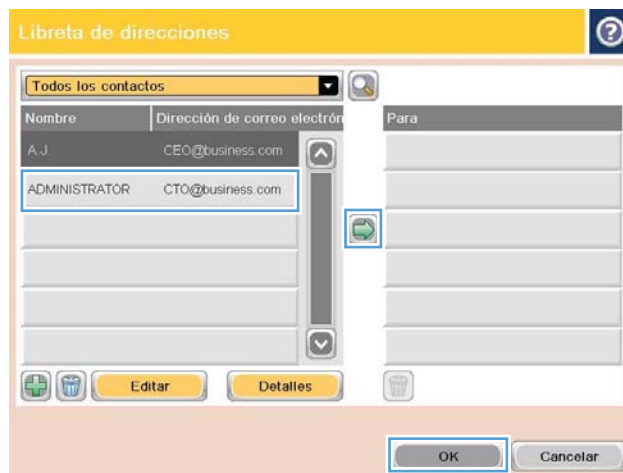 Libreta de direcciones
Todos los contactos
Nombre Dirección de correo electrón Para
A.J. CEO@business.com
ADMINISTRATOR CTO@business.com
Editar Detalles
OK Cancelar